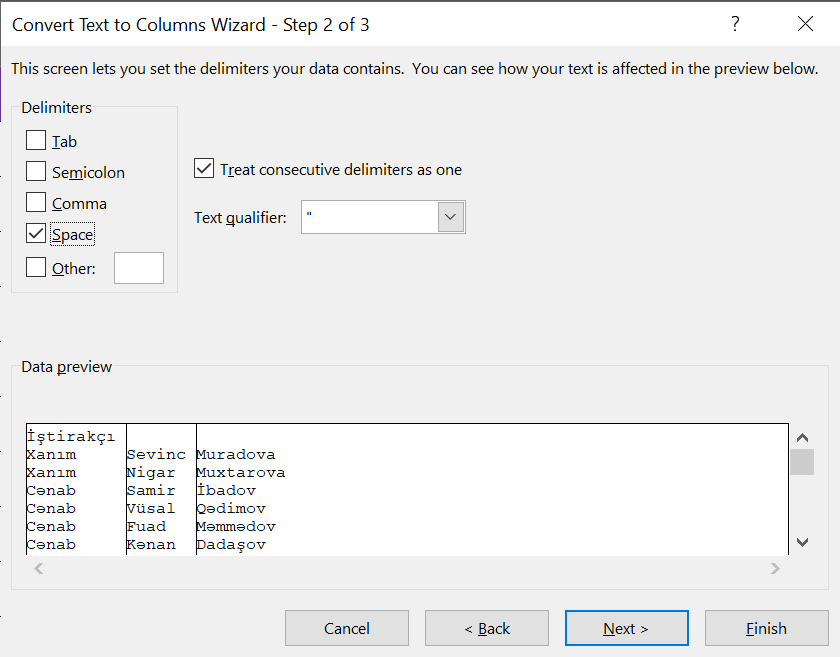 Convert Text to Columns Wizard - Step 2 of 3 ?
This screen lets you set the delimiters your data contains. You can see how your text is affected in the preview below.
Delimiters
Tab
Semicolon
Comma
Space
Other:
Treat consecutive delimiters as one
Text qualifier: "
Data preview
İştirakçı
Xanım Sevinc Muradova
Xanım Nigar Muxtarova
Cənab Samir İbadov
Cənab Vüsal Qədimov
Cənab Fuad Məmmədov
Cənab Kənan Dadaşov
Cancel < Back Next > Finish